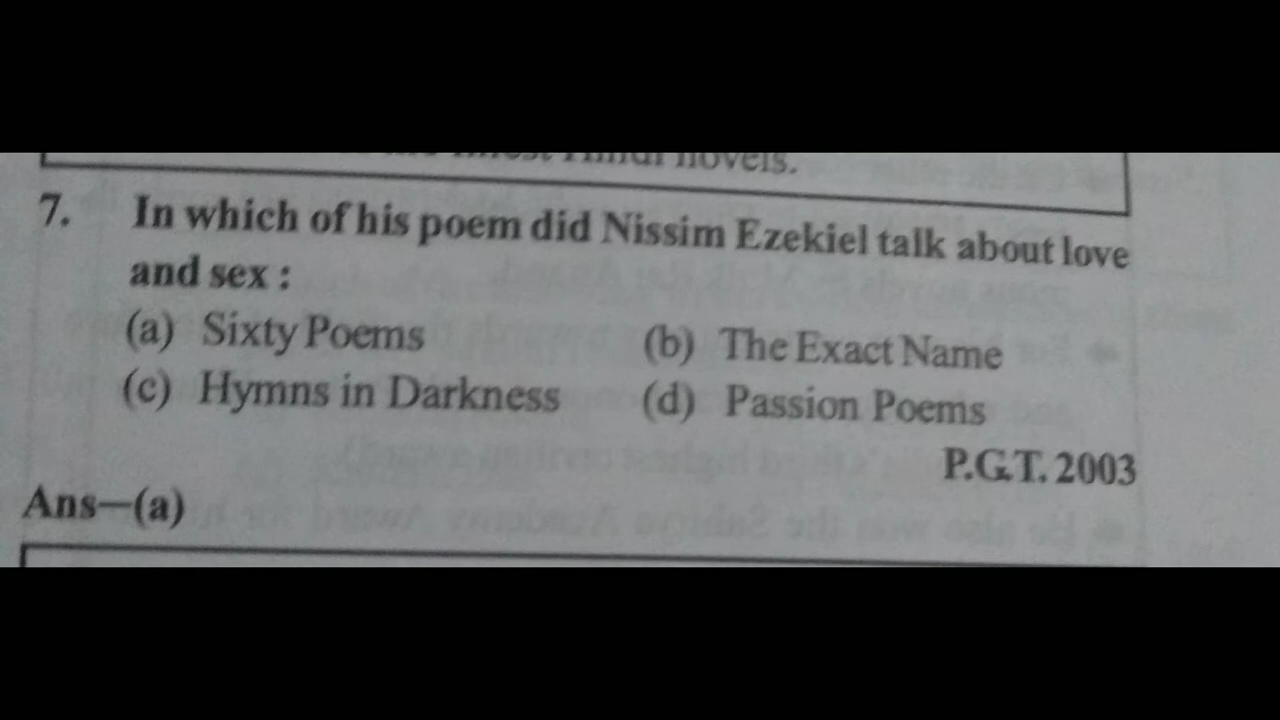 novels.
7. In which of his poem did Nissim Ezekiel talk about love
and sex :
(a) Sixty Poems (b) The Exact Name
(c) Hymns in Darkness (d) Passion Poems
P.G.T. 2003
Ans–(a)